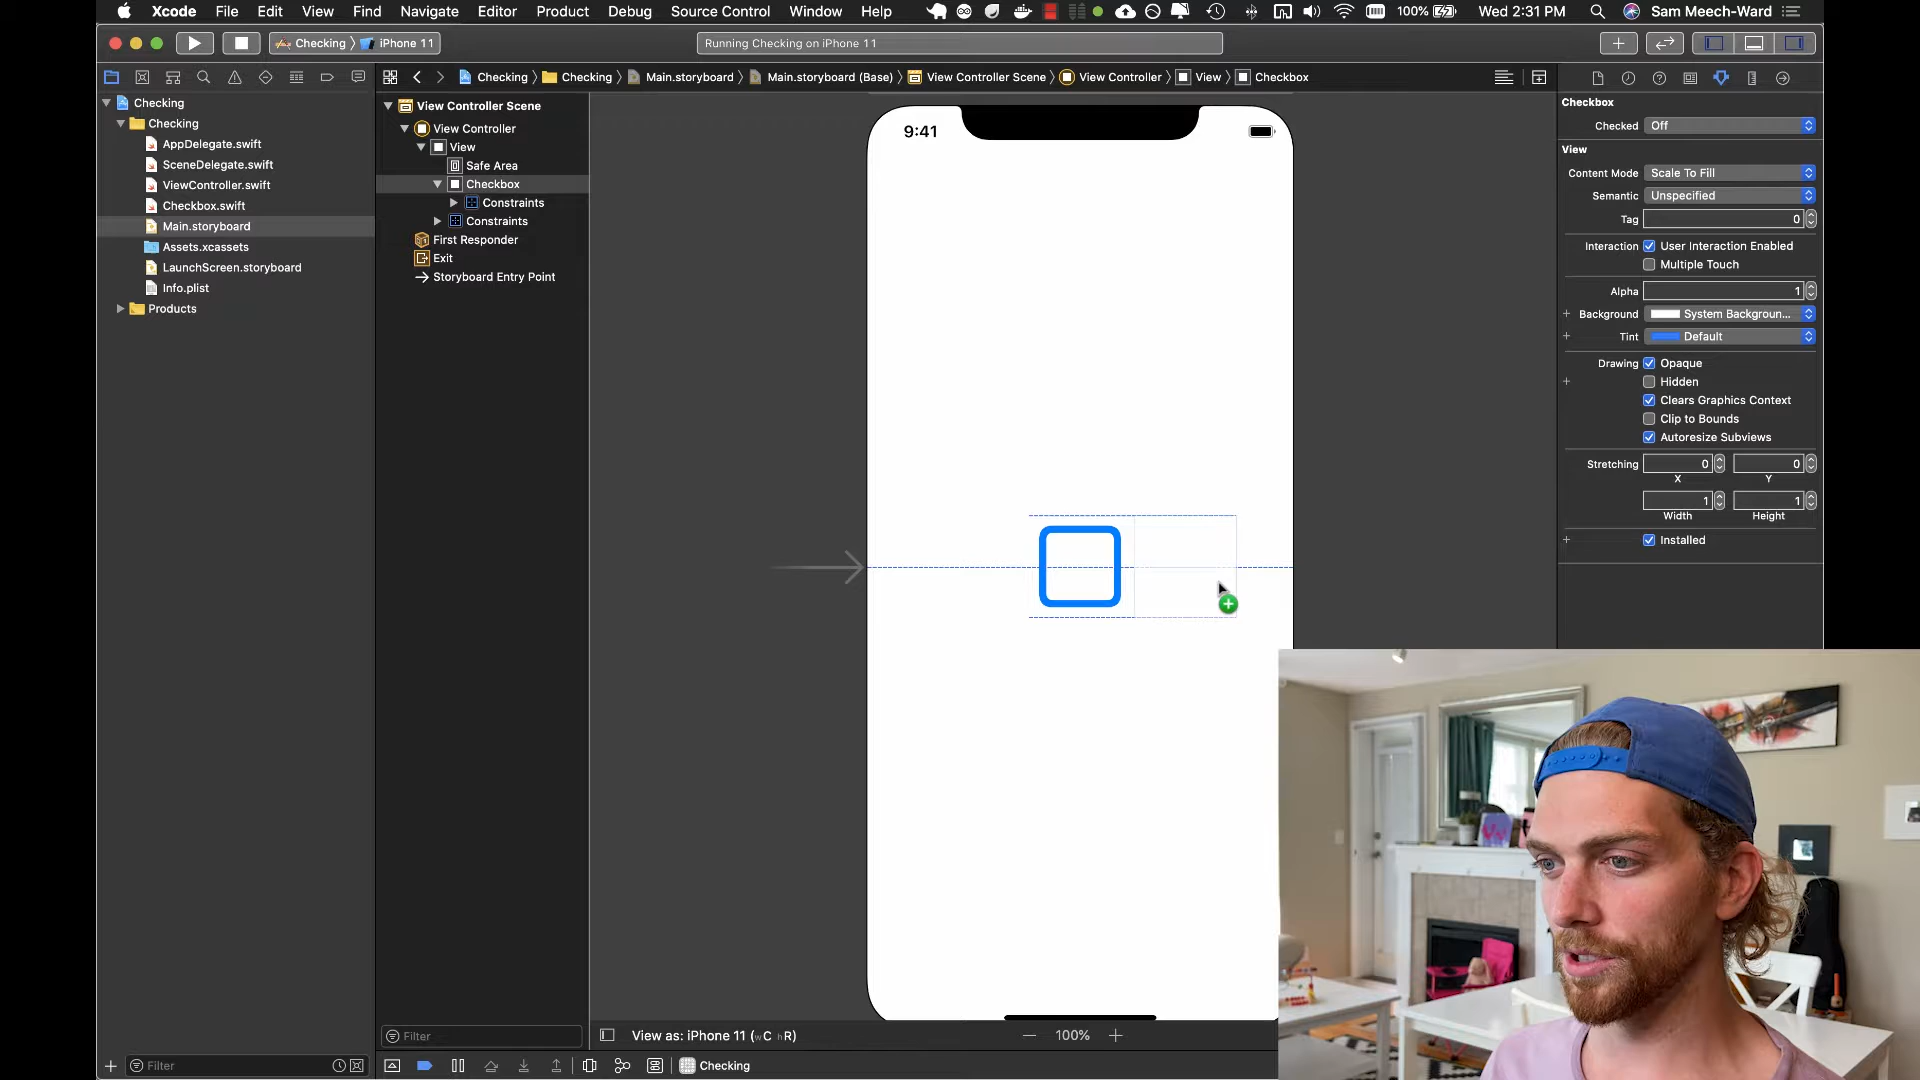 Xcode File Edit View Find Navigate Editor Product Debug Source Control Window Help 100% Wed 2:31 PM Sam Meech-Ward
Checking iPhone 11 Running Checking on iPhone 11
Checking Checking Main.storyboard Main.storyboard (Base) View Controller Scene View Controller View Checkbox
Checking
Checking
AppDelegate.swift
SceneDelegate.swift
ViewController.swift
Checkbox.swift
Main.storyboard
Assets.xcassets
LaunchScreen.storyboard
Info.plist
Products
Filter
View Controller Scene
View Controller
View
Safe Area
Checkbox
Constraints
Constraints
First Responder
Exit
Storyboard Entry Point
Filter
9:41
View as: iPhone 11 (wC hR)
100%
Checking
Checkbox
Checked Off
View
Content Mode Scale To Fill
Semantic Unspecified
Tag 0
Interaction User Interaction Enabled
Multiple Touch
Alpha 1
Background System Backgroun...
Tint Default
Drawing Opaque
Hidden
Clears Graphics Context
Clip to Bounds
Autoresize Subviews
Stretching 0 0
X Y
1 1
Width Height
Installed